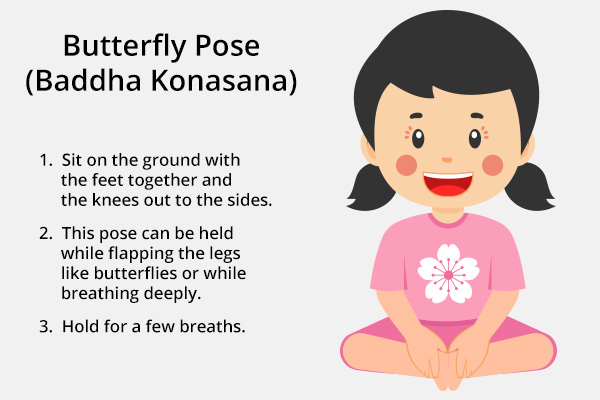 Butterfly Pose
(Baddha Konasana)
1. Sit on the ground with
the feet together and
the knees out to the sides.
2. This pose can be held
while flapping the legs
like butterflies or while
breathing deeply.
3. Hold for a few breaths.